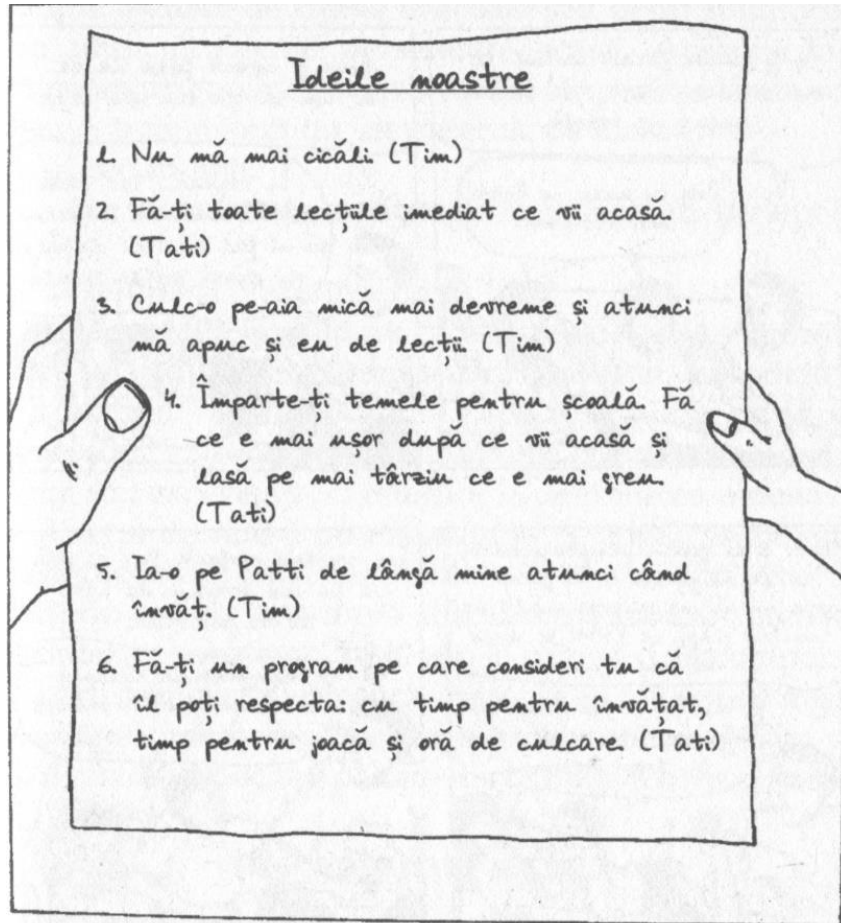 Ideile noastre
1. Nu mă mai cicăli. (Tim)
2. Fă-ți toate lecțiile imediat ce vii acasă.
(Tati)
3. Culc-o pe-aia mică mai devreme și atunci
mă apuc și eu de lecții. (Tim)
4. Împarte-ți temele pentru școală. Fă
ce e mai ușor după ce vii acasă si
lasă pe mai târziu ce e mai greu.
(Tati)
5. Ia-o pe Patti de lângă mine atunci când
învăț. (Tim)
6. Fă-ți un program pe care consideri tu că
îl poți respecta: cu timp pentru învățat,
timp pentru joacă și oră de culcare. (Tati)